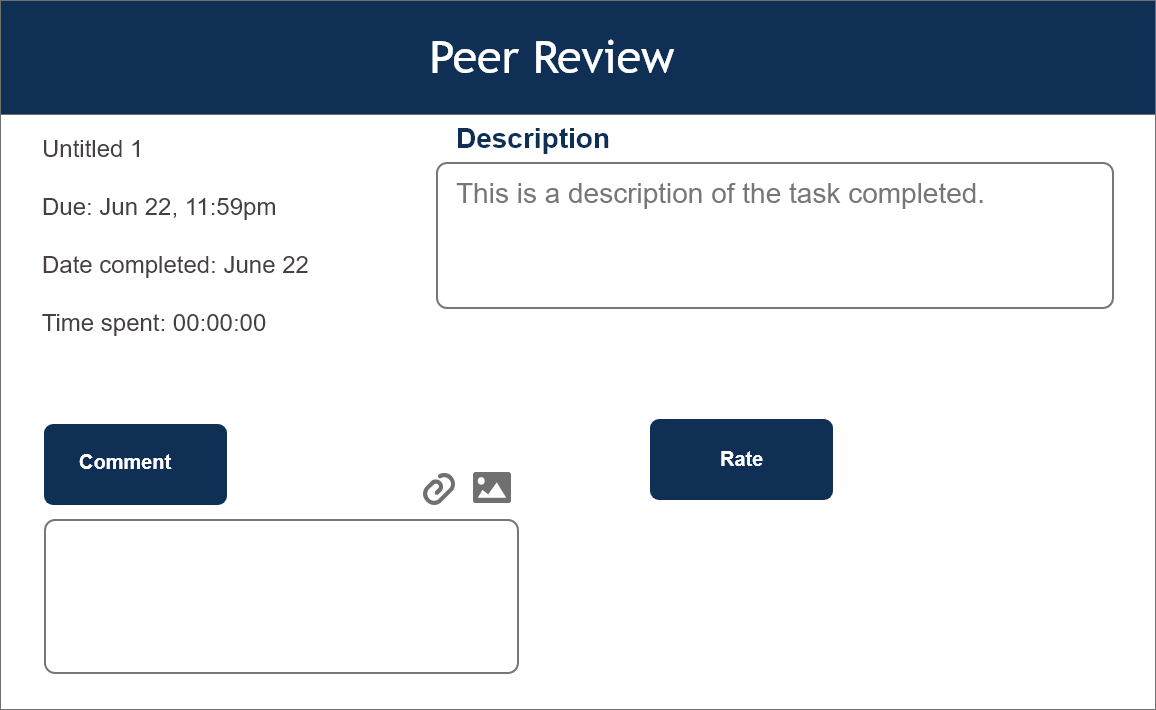 Peer Review
Untitled 1
Due: Jun 22, 11:59pm
Date completed: June 22
Time spent: 00:00:00
Description
This is a description of the task completed.
Comment
Rate